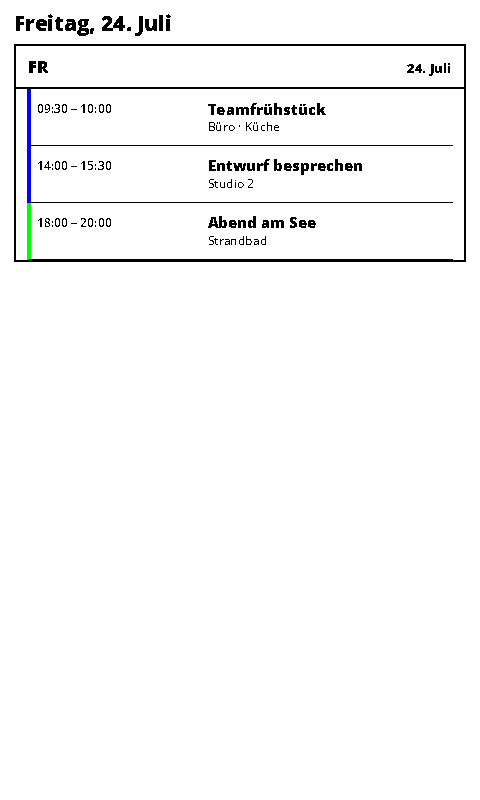 Freitag, 24. Juli
FR 24. Juli
09:30 – 10:00 Teamfrühstück
Büro · Küche
14:00 – 15:30 Entwurf besprechen
Studio 2
18:00 – 20:00 Abend am See
Strandbad